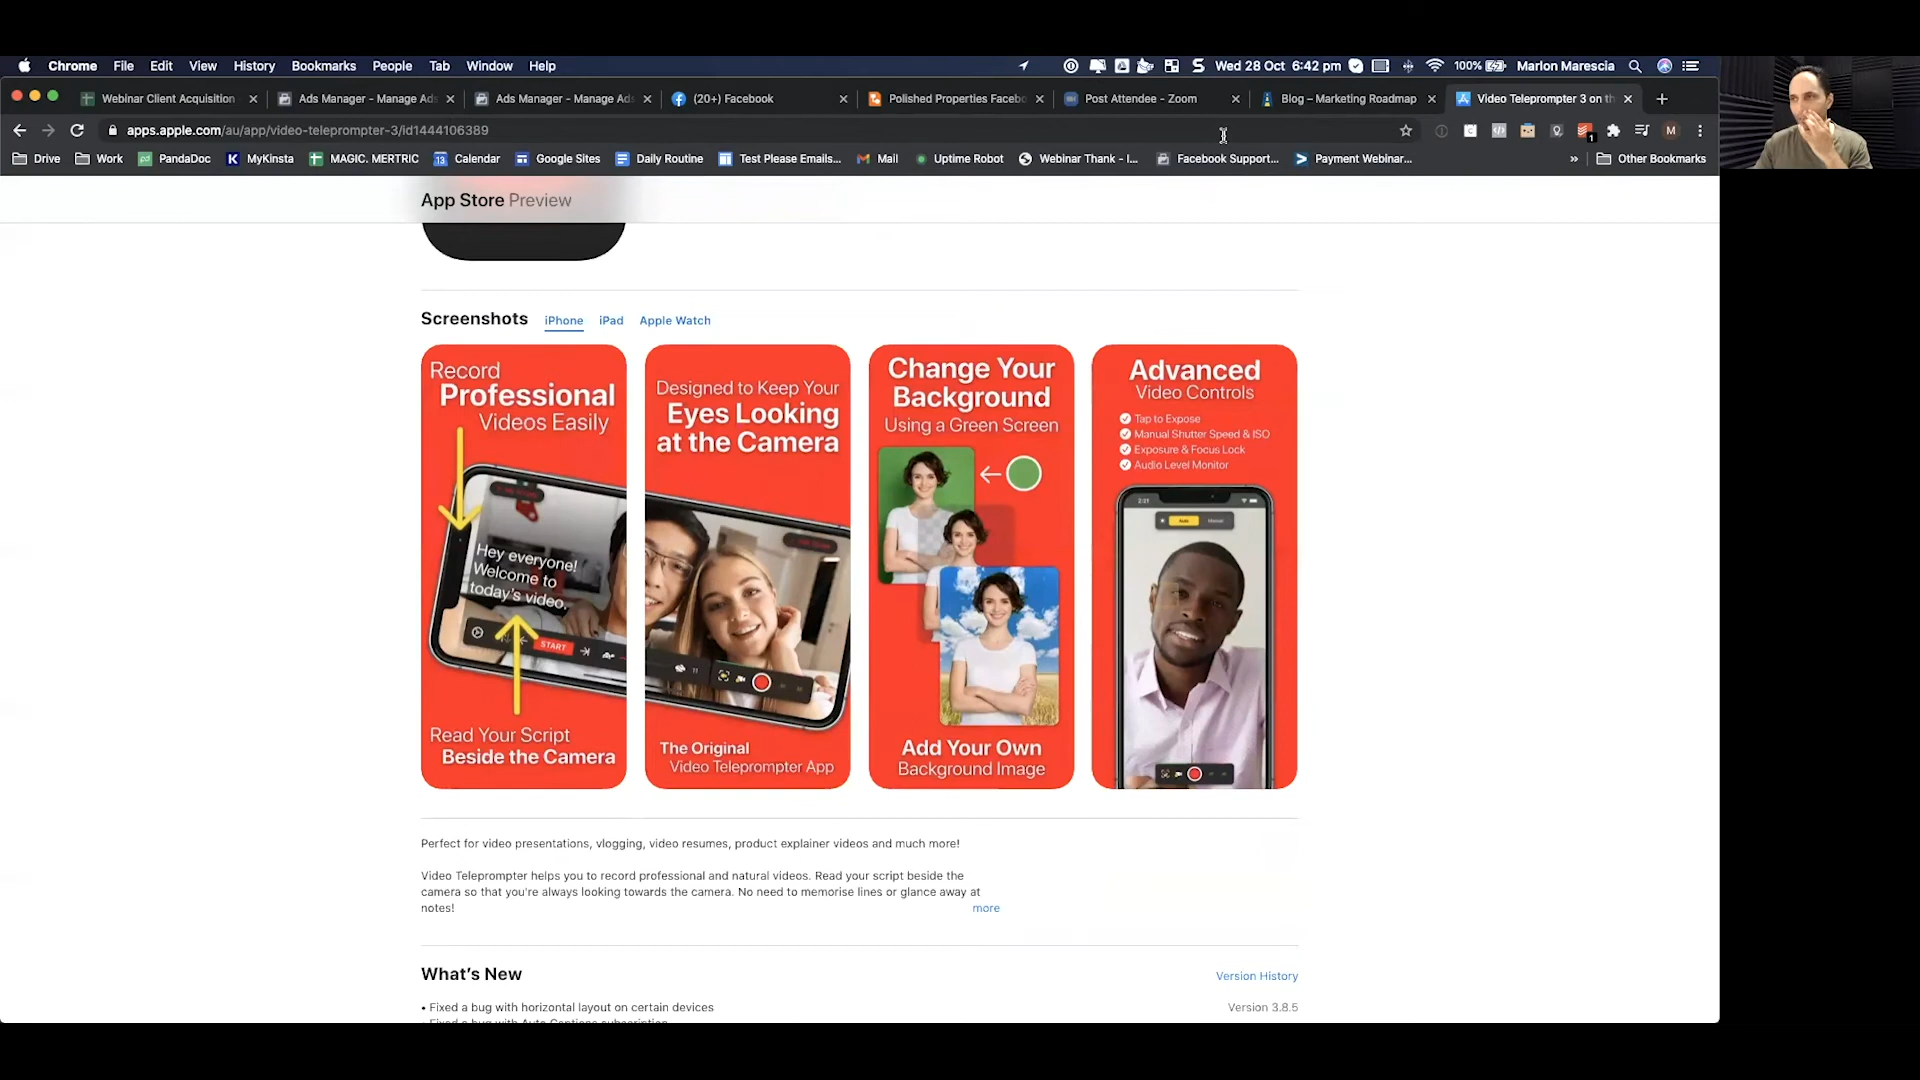 Chrome File Edit View History Bookmarks People Tab Window Help
Wed 28 Oct 6:42 pm 100% Marlon Marescia
Webinar Client Acquisition
Ads Manager - Manage Ads
Ads Manager - Manage Ads
(20+) Facebook
Polished Properties Facebo
Post Attendee - Zoom
Blog – Marketing Roadmap
Video Teleprompter 3 on th
apps.apple.com/au/app/video-teleprompter-3/id1444106389
1
M
Drive Work PandaDoc MyKinsta MAGIC. MERTRIC Calendar Google Sites Daily Routine Test Please Emails... Mail Uptime Robot Webinar Thank - I... Facebook Support... Payment Webinar... » Other Bookmarks
App Store Preview
Screenshots iPhone iPad Apple Watch
Record
Professional
Videos Easily
Hey everyone!
Welcome to
today's video.
START
Read Your Script
Beside the Camera
Designed to Keep Your
Eyes Looking
at the Camera
The Original
Video Teleprompter App
Change Your
Background
Using a Green Screen
Add Your Own
Background Image
Advanced
Video Controls
Tap to Expose
Manual Shutter Speed & ISO
Exposure & Focus Lock
Audio Level Monitor
2:21
Auto Manual
Perfect for video presentations, vlogging, video resumes, product explainer videos and much more!
Video Teleprompter helps you to record professional and natural videos. Read your script beside the
camera so that you're always looking towards the camera. No need to memorise lines or glance away at
notes! more
What's New Version History
• Fixed a bug with horizontal layout on certain devices Version 3.8.5
• Fixed a bug with Auto Captions subscription